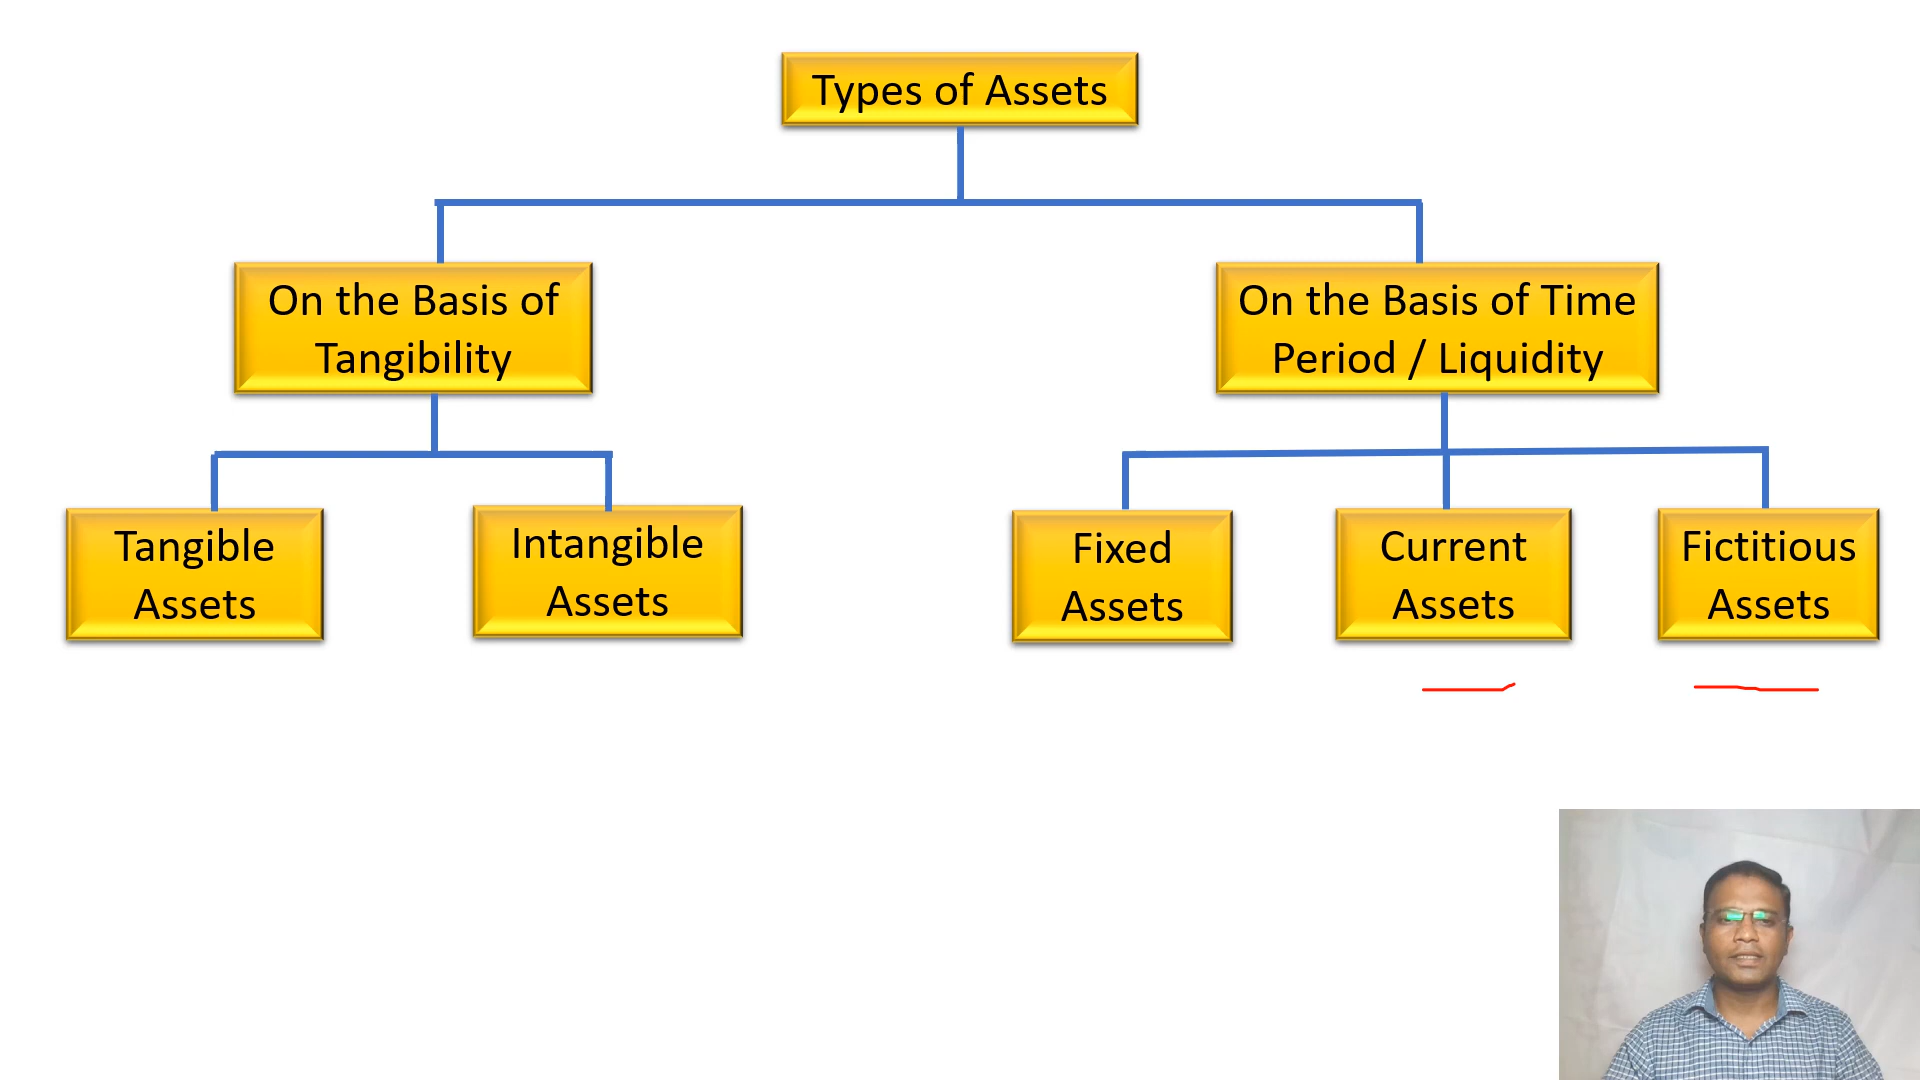 Types of Assets
On the Basis of
Tangibility
On the Basis of Time
Period / Liquidity
Tangible
Assets
Intangible
Assets
Fixed
Assets
Current
Assets
Fictitious
Assets